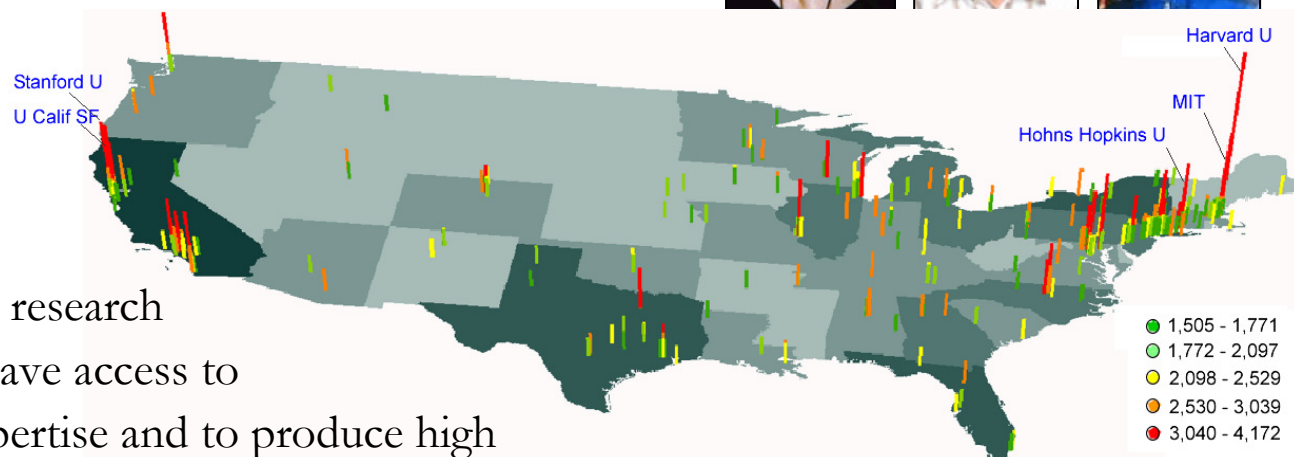 Harvard U
Stanford U
MIT
U Calif SF
Hohns Hopkins U
research
ave access to
pertise and to produce high
1,505 - 1,771
1,772 - 2,097
2,098 - 2,529
2,530 - 3,039
3,040 - 4,172